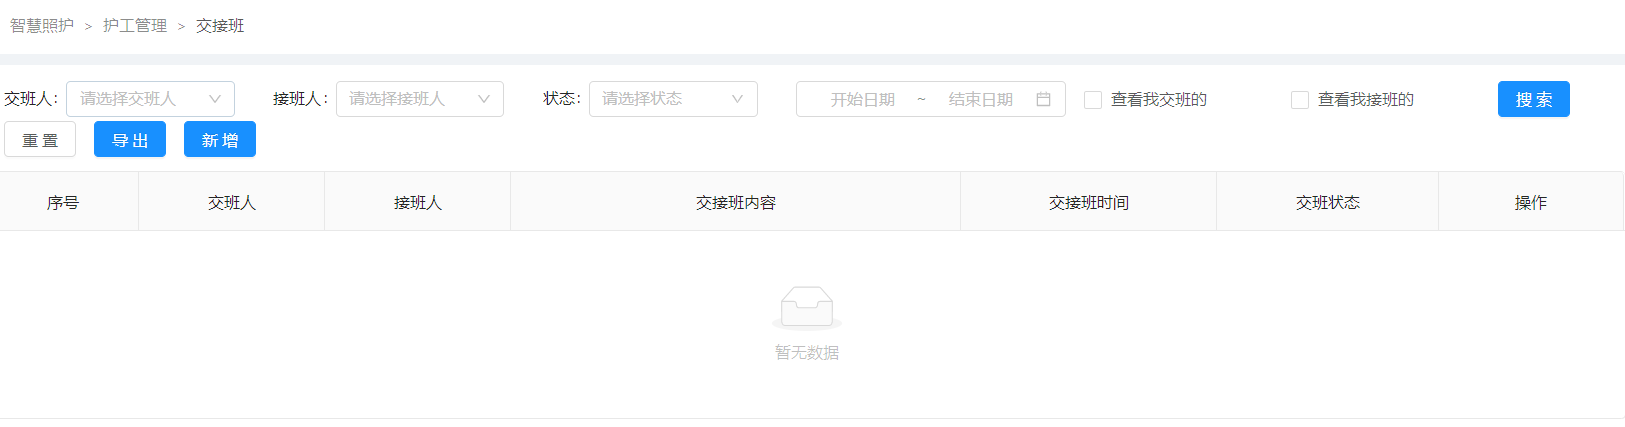 智慧照护 > 护工管理 > 交接班
交班人: 请选择交班人 接班人: 请选择接班人 状态: 请选择状态 开始日期 ~ 结束日期 查看我交班的 查看我接班的 搜 索
重 置 导 出 新 增
序号 交班人 接班人 交接班内容 交接班时间 交班状态 操作
暂无数据